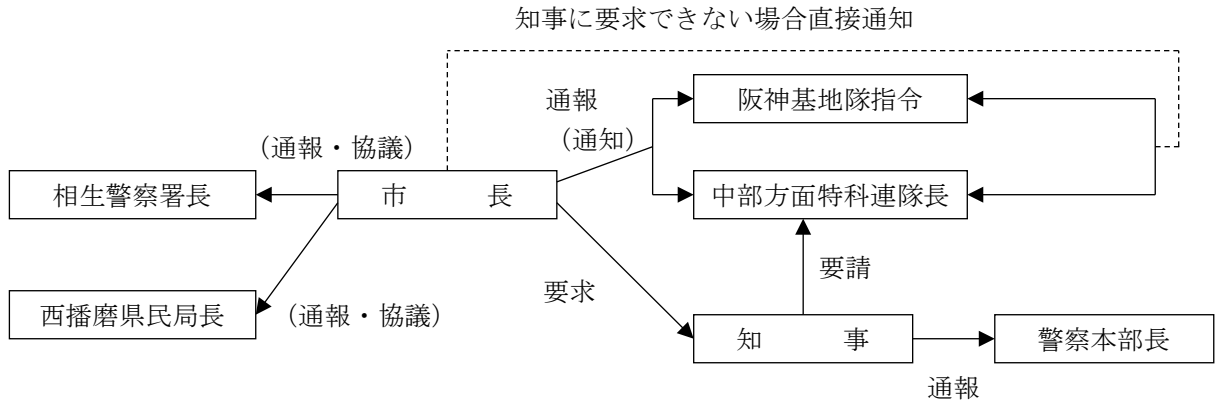 知事に要求できない場合直接通知
通報
（通知）
阪神基地隊指令
（通報・協議）
相生警察署長
市　　　長
中部方面特科連隊長
要求
要請
西播磨県民局長
（通報・協議）
知　　　事
警察本部長
通報